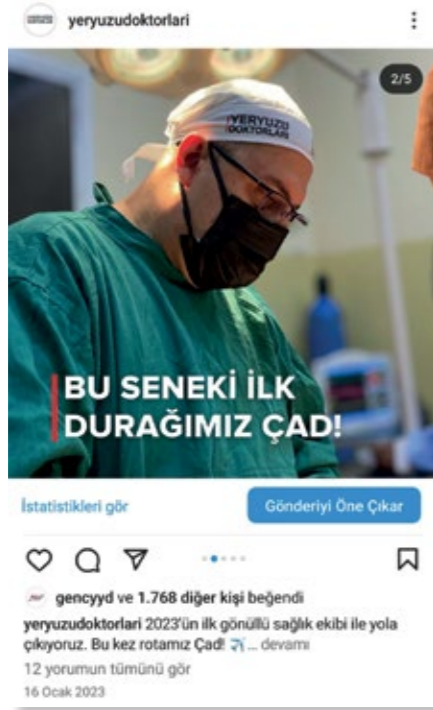 yeryuzudoktorlari
2/5
YERYÜZÜ
DOKTORLARI
BU SENEKİ İLK
DURAĞIMIZ ÇAD!
İstatistikleri gör
Gönderiyi Öne Çıkar
gencyyd ve 1.768 diğer kişi beğendi
yeryuzudoktorlari 2023'ün ilk gönüllü sağlık ekibi ile yola
çıkıyoruz. Bu kez rotamız Çad! ✈️ ... devamı
12 yorumun tümünü gör
16 Ocak 2023